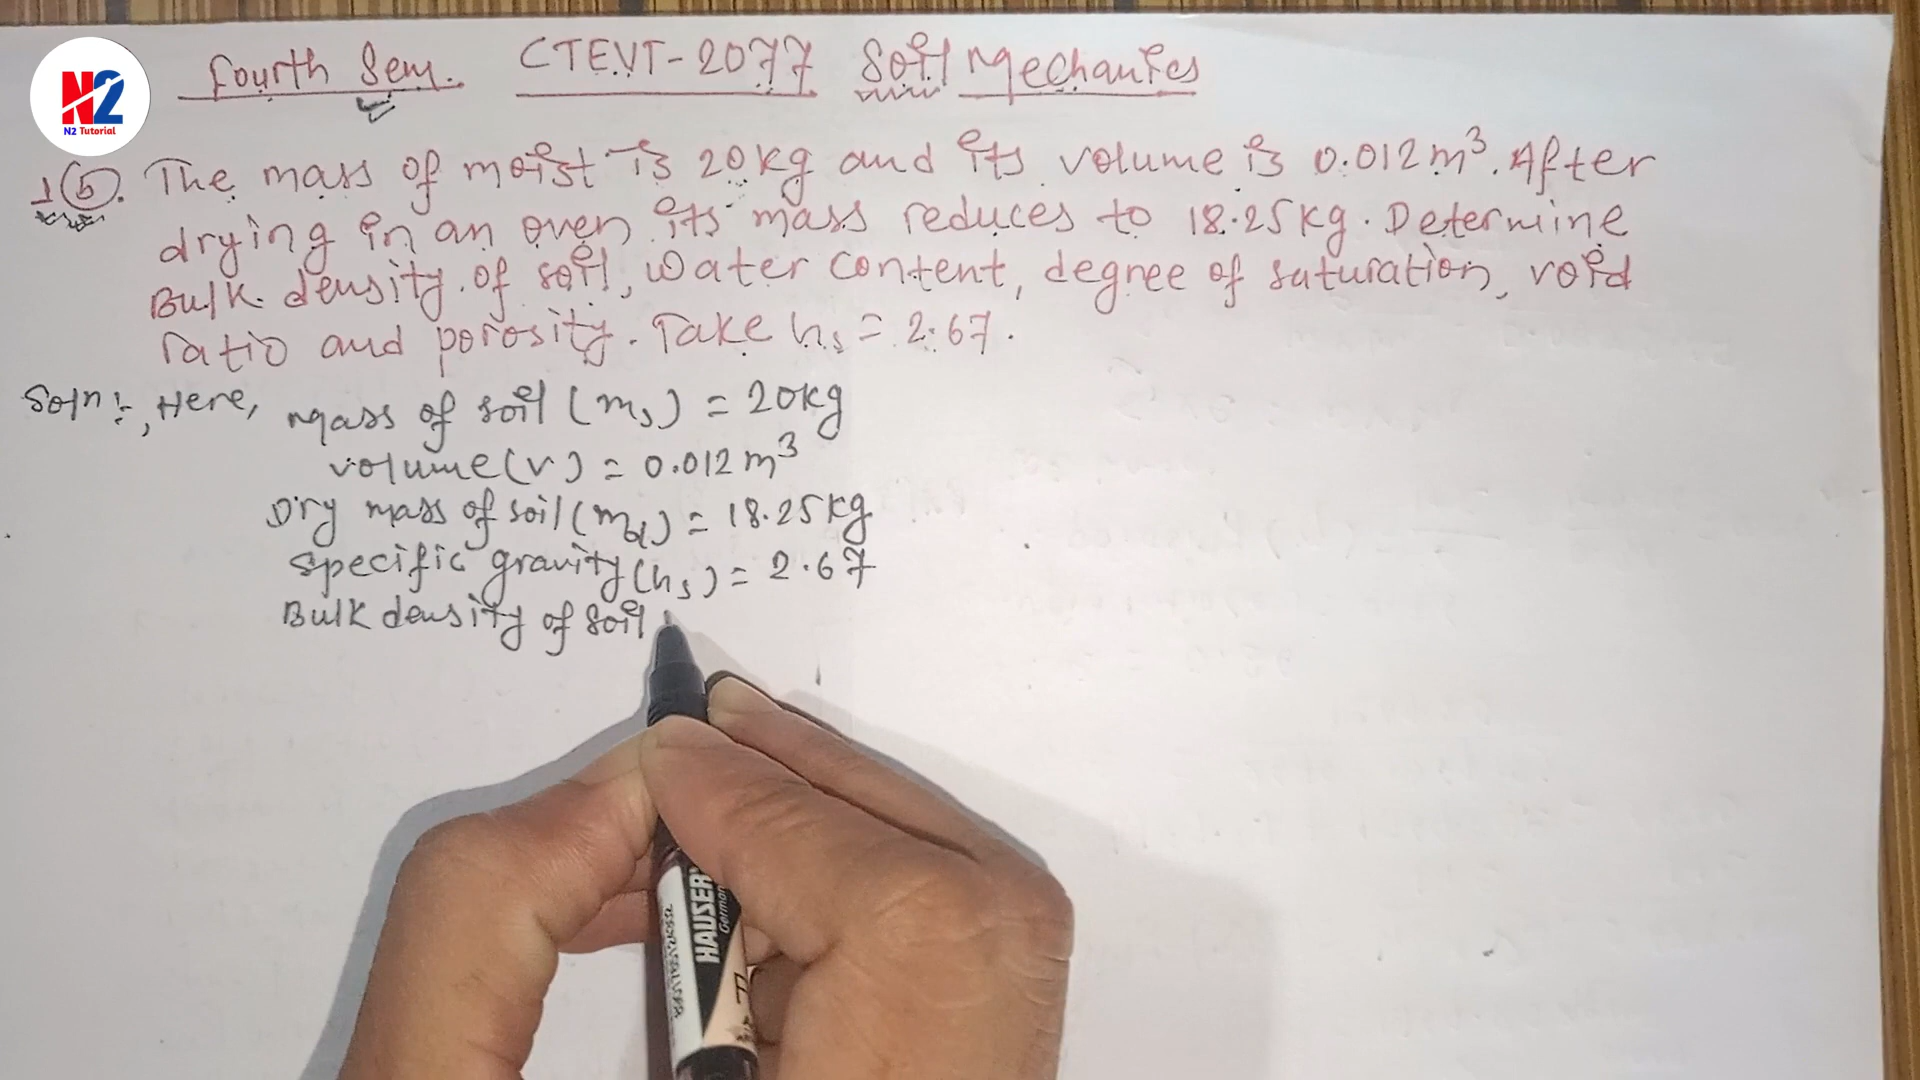 N2
N2 Tutorial
Fourth Sem. CTEVT-2077 Soil Mechanics
1(b). The mass of moist is 20kg and its volume is 0.012m³. After
drying in an oven its mass reduces to 18.25kg. Determine
Bulk density of soil, water content, degree of saturation, void
ratio and porosity. Take Gs = 2.67.
Soln:-, Here, mass of soil (ms) = 20kg
volume(v) = 0.012 m³
Dry mass of soil(md) = 18.25kg
Specific gravity(Gs) = 2.67
Bulk density of soil
HAUSER
German